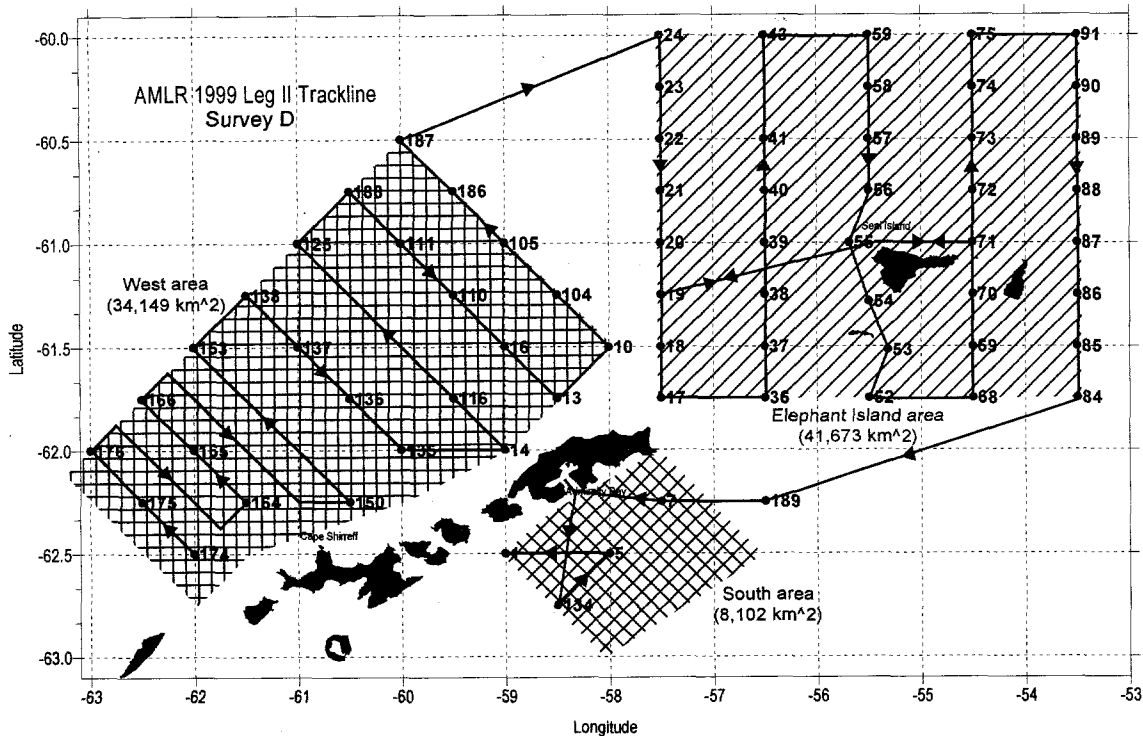 -60.0
-60.5
-61.0
-61.5
-62.0
-62.5
-63.0
Latitude
AMLR 1999 Leg II Trackline
Survey D
24 43 59 75 91
23 58 74 90
22 41 57 73 89
187
186
21 40 56 72 88
125 111 105 20 39 55 71 87
Seal Island
West area
(34,149 km^2)
138 110 104 19 38 54 70 86
153 137 16 10 18 37 53 85
166 136 116 13 17 36 68 84
Elephant Island area
(41,673 km^2)
176 165 135 14
175 164 150 189
Cape Shirreff
174 5
134
South area
(8,102 km^2)
-63 -62 -61 -60 -59 -58 -57 -56 -55 -54 -53
Longitude